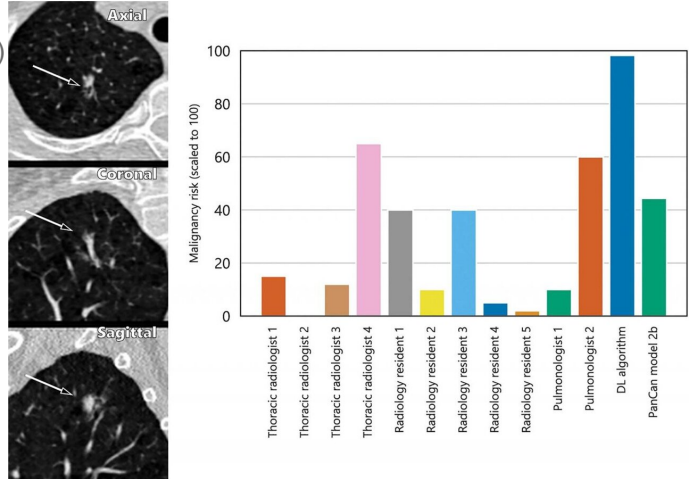 Axial
Coronal
Sagittal
Malignancy risk (scaled to 100)
100
80
60
40
20
0
Thoracic radiologist 1
Thoracic radiologist 2
Thoracic radiologist 3
Thoracic radiologist 4
Radiology resident 1
Radiology resident 2
Radiology resident 3
Radiology resident 4
Radiology resident 5
Pulmonologist 1
Pulmonologist 2
DL algorithm
PanCan model 2b